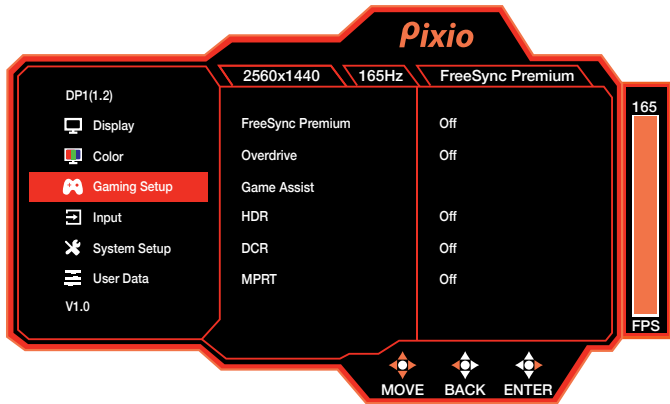 Pixio
2560x1440 165Hz FreeSync Premium
DP1(1.2)
Display
Color
Gaming Setup
Input
System Setup
User Data
V1.0
FreeSync Premium Off
Overdrive Off
Game Assist
HDR Off
DCR Off
MPRT Off
165
FPS
MOVE BACK ENTER